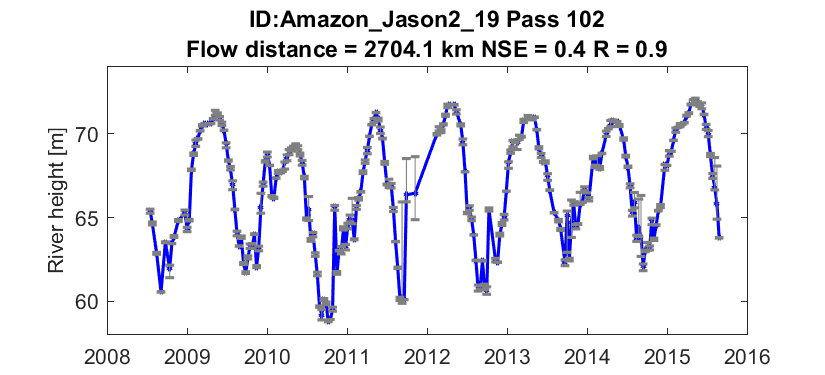 ID:Amazon_Jason2_19 Pass 102
Flow distance = 2704.1 km NSE = 0.4 R = 0.9
River height [m]
70
65
60
2008 2009 2010 2011 2012 2013 2014 2015 2016